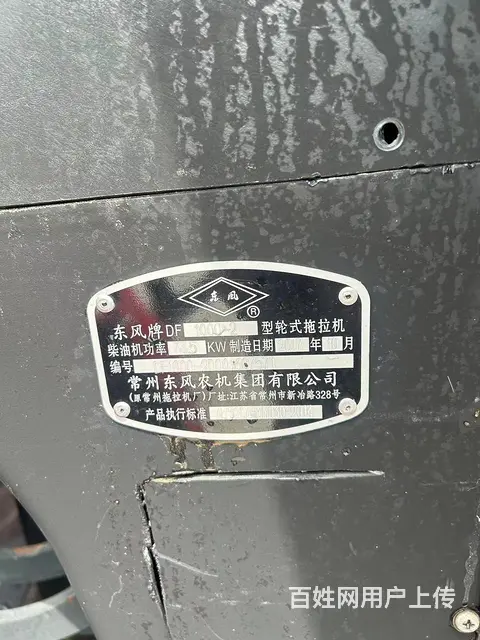 东风
®
东风牌DF 型轮式拖拉机
柴油机功率 KW 制造日期 年 月
编号
常州东风农机集团有限公司
(原常州拖拉机厂)厂址:江苏省常州市新冶路328号
产品执行标准
百姓网用户上传